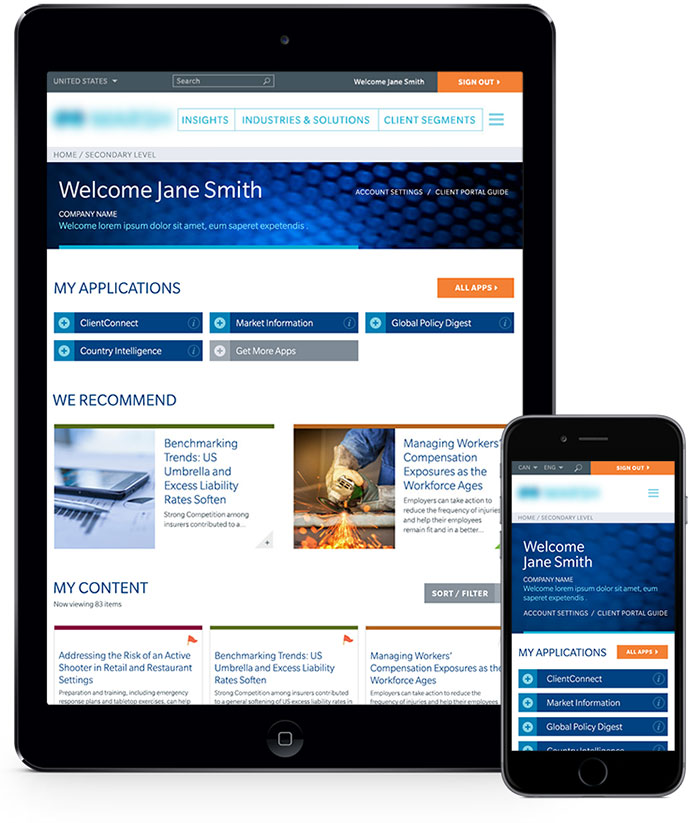 UNITED STATES
Search
Welcome Jane Smith
SIGN OUT
INSIGHTS
INDUSTRIES & SOLUTIONS
CLIENT SEGMENTS
HOME / SECONDARY LEVEL
Welcome Jane Smith
ACCOUNT SETTINGS / CLIENT PORTAL GUIDE
COMPANY NAME
Welcome lorem ipsum dolor sit amet, eum saperet expetendis .
MY APPLICATIONS
ALL APPS
ClientConnect
Market Information
Global Policy Digest
Country Intelligence
Get More Apps
WE RECOMMEND
Benchmarking
Trends: US
Umbrella and
Excess Liability
Rates Soften
Strong Competition among
insurers contributed to a...
Managing Workers'
Compensation
Exposures as the
Workforce Ages
Employers can take action to
reduce the frequency of injuries
and help their employees
remain fit and in a better...
MY CONTENT
Now viewing 83 items
SORT / FILTER
Addressing the Risk of an Active
Shooter in Retail and Restaurant
Settings
Preparation and training, including emergency
response plans and tabletop exercises, can help
Benchmarking Trends: US
Umbrella and Excess Liability
Rates Soften
Strong Competition among insurers contributed
to a general softening of US excess liability rates in
Managing Workers'
Compensation Exposures as the
Workforce Ages
Employers can take action to reduce the
frequency of injuries and help their employees
CAN
ENG
SIGN OUT
HOME / SECONDARY LEVEL
Welcome
Jane Smith
COMPANY NAME
Welcome lorem ipsum dolor sit amet, eum
saperet expetendis .
ACCOUNT SETTINGS / CLIENT PORTAL GUIDE
MY APPLICATIONS
ALL APPS
ClientConnect
Market Information
Global Policy Digest
Country Intelligence